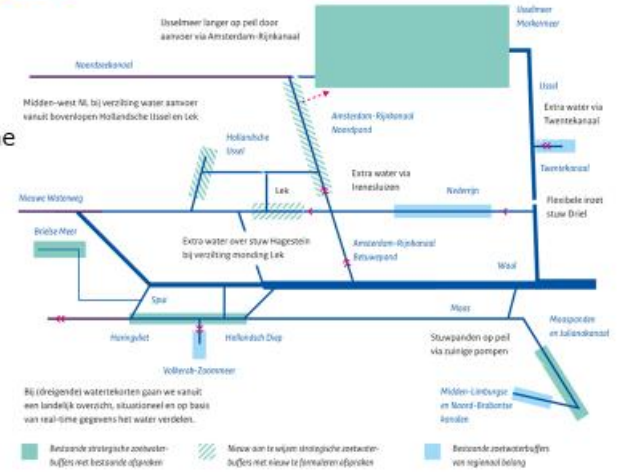 ne
IJsselmeer langer op peil door
aanvoer via Amsterdam-Rijnkanaal
IJsselmeer
Markermeer
Noordzeekanaal
Midden-west NL bij verzilting water aanvoer
vanuit bovenlopen Hollandsche IJssel en Lek
Amsterdam-Rijnkanaal
Noordpand
IJssel
Extra water via
Twentekanaal
Hollandsche
IJssel
Twentekanaal
Extra water via
Irenesluizen
Lek
Nederrijn
Nieuwe Waterweg
Flexibele inzet
stuw Driel
Brielse Meer
Extra water over stuw Hagestein
bij verzilting monding Lek
Amsterdam-Rijnkanaal
Betuwepand
Waal
Spui
Maas
Haringvliet
Hollandsch Diep
Maaspanden
en Julianakanaal
Stuwpanden op peil
via zuinige pompen
Volkerak-Zoommeer
Bij (dreigende) watertekorten gaan we vanuit
een landelijk overzicht, situationeel en op basis
van real-time gegevens het water verdelen.
Midden-Limburgse
en Noord-Brabantse
kanalen
Bestaande strategische zoetwater-
buffers met bestaande afspraken
Nieuw aan te wijzen strategische zoetwater-
buffers met nieuw te formuleren afspraken
Bestaande zoetwaterbuffers
van regionaal belang